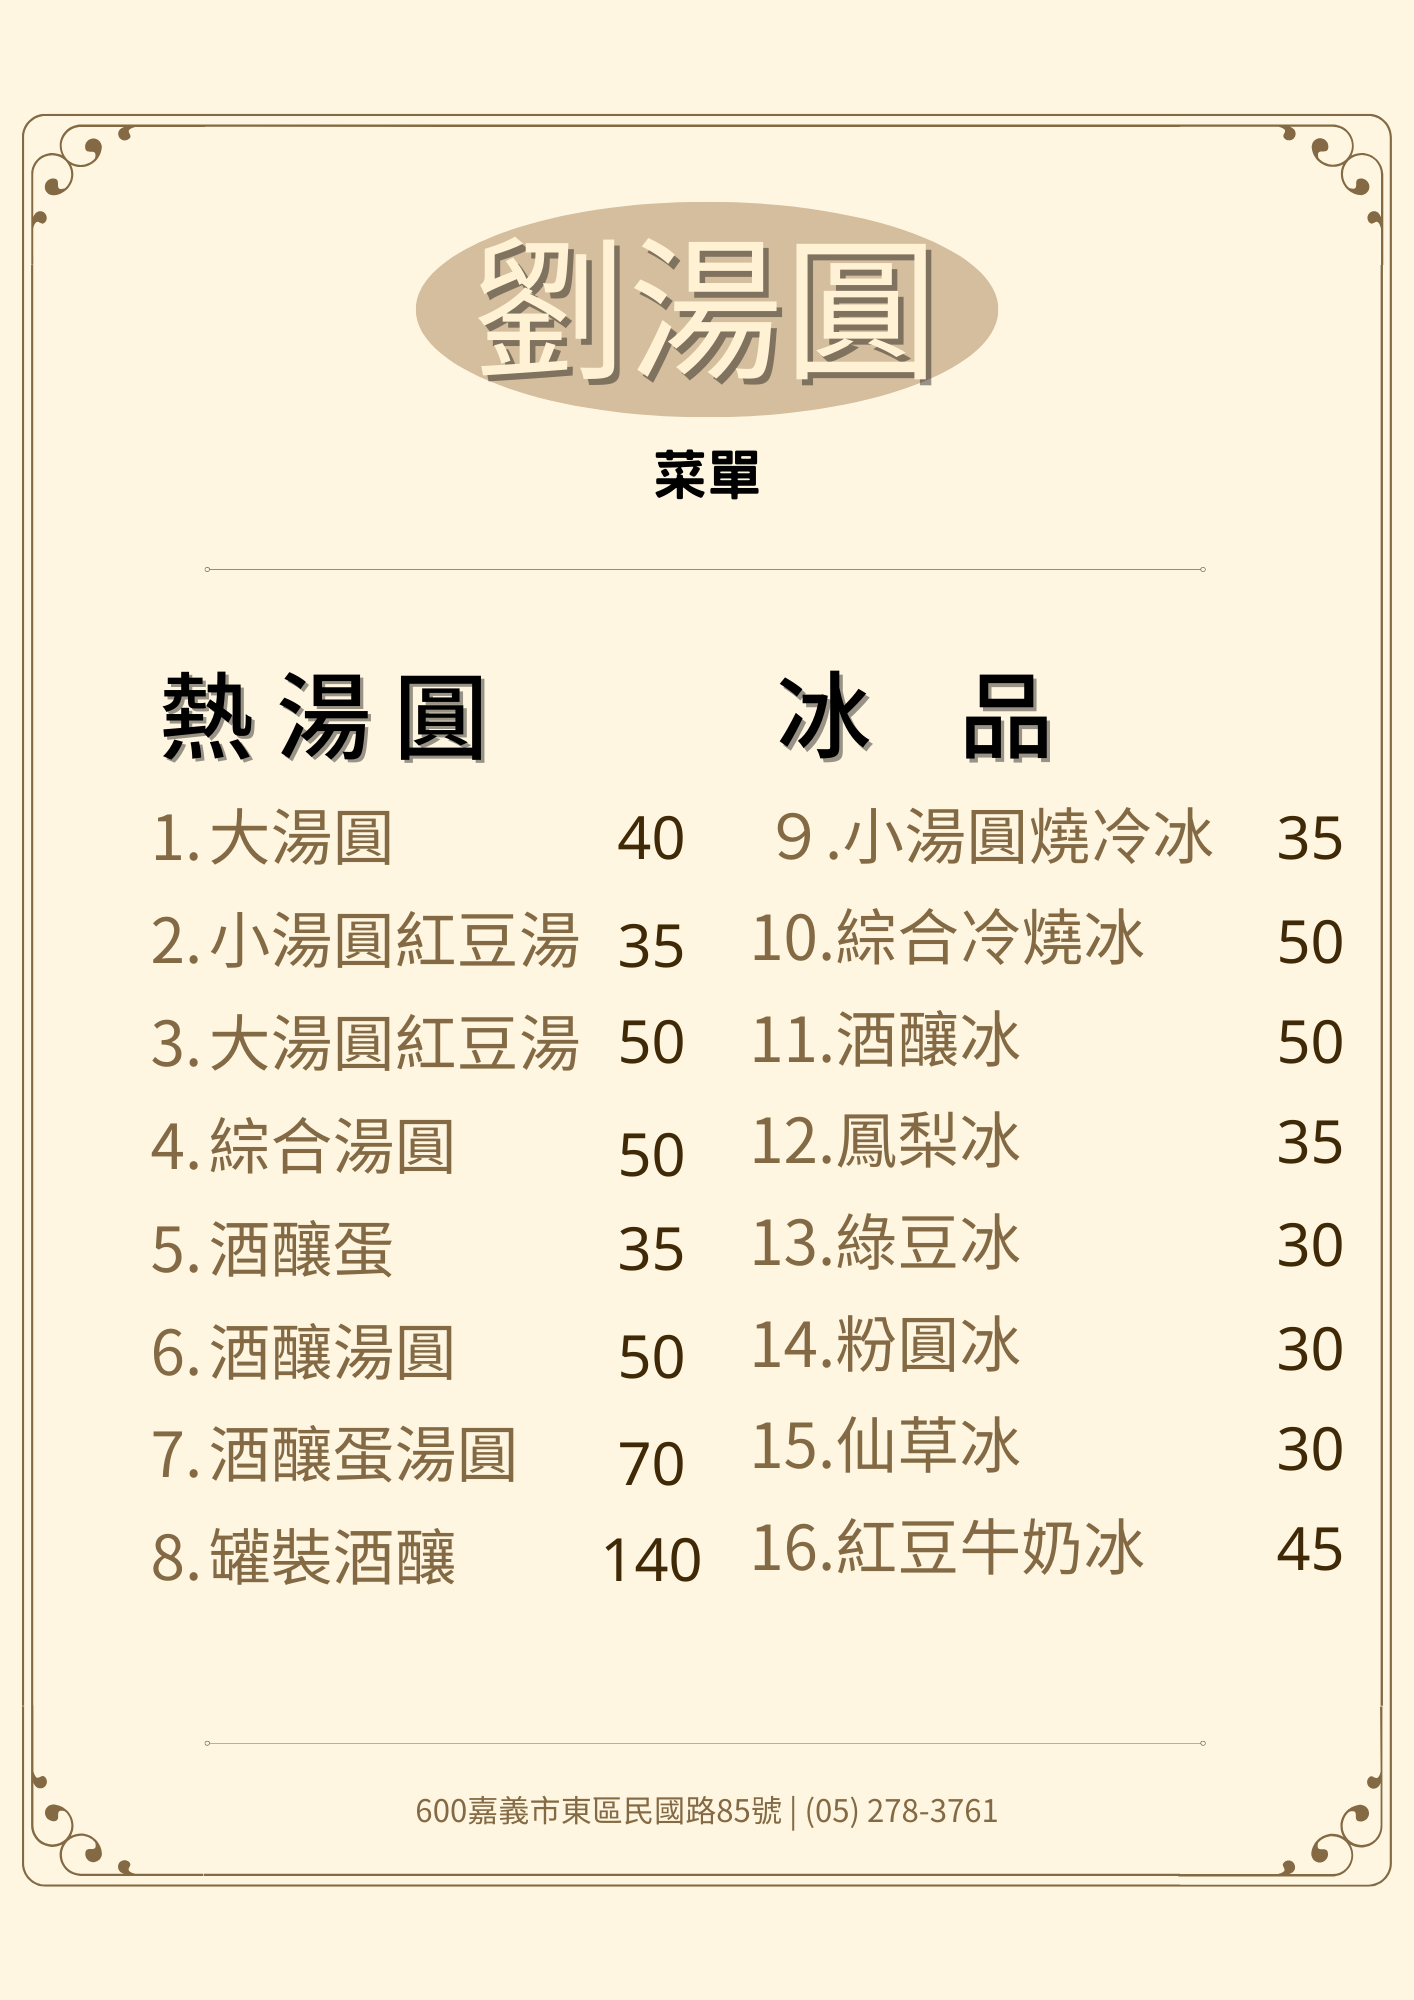 劉湯圓
菜單
熱湯圓
1.大湯圓 40
2.小湯圓紅豆湯 35
3.大湯圓紅豆湯 50
4.綜合湯圓 50
5.酒釀蛋 35
6.酒釀湯圓 50
7.酒釀蛋湯圓 70
8.罐裝酒釀 140
冰品
９.小湯圓燒冷冰 35
10.綜合冷燒冰 50
11.酒釀冰 50
12.鳳梨冰 35
13.綠豆冰 30
14.粉圓冰 30
15.仙草冰 30
16.紅豆牛奶冰 45
600嘉義市東區民國路85號 | (05) 278-3761